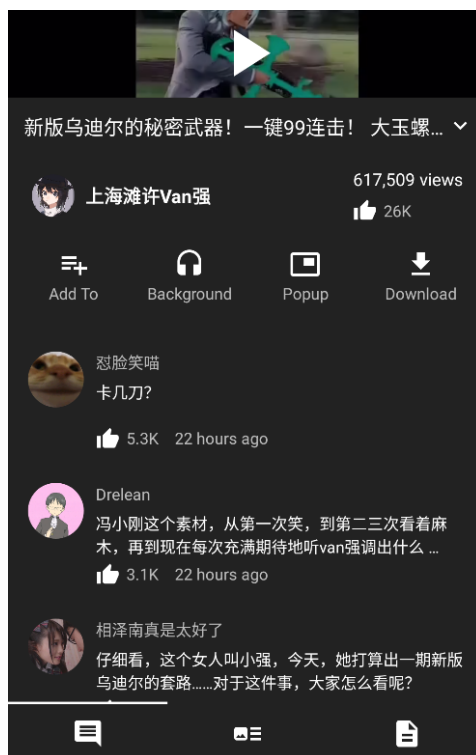 新版乌迪尔的秘密武器！一键99连击！ 大玉螺…
上海滩许Van强
617,509 views
26K
Add To
Background
Popup
Download
怼脸笑喵
卡几刀？
5.3K 22 hours ago
Drelean
冯小刚这个素材，从第一次笑，到第二三次看着麻
木，再到现在每次充满期待地听van强调出什么 …
3.1K 22 hours ago
相泽南真是太好了
仔细看，这个女人叫小强，今天，她打算出一期新版
乌迪尔的套路……对于这件事，大家怎么看呢？